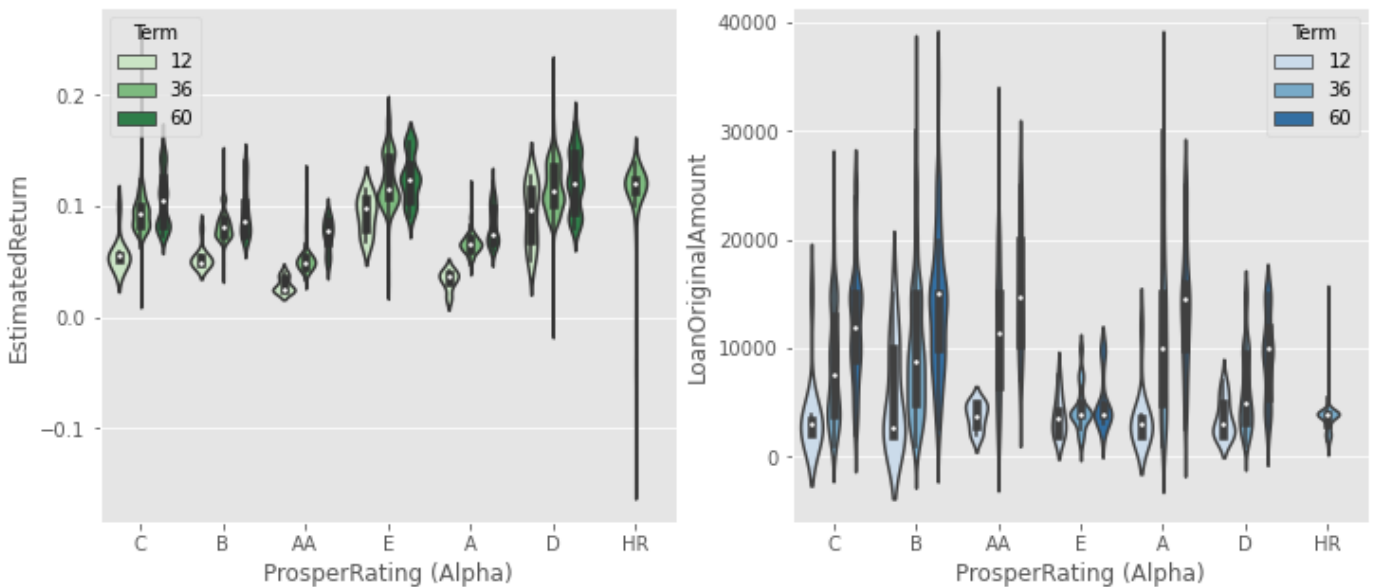 Term
12
36
60
0.2
0.1
0.0
−0.1
EstimatedReturn
C B AA E A D HR
ProsperRating (Alpha)
Term
12
36
60
40000
30000
20000
10000
0
LoanOriginalAmount
C B AA E A D HR
ProsperRating (Alpha)